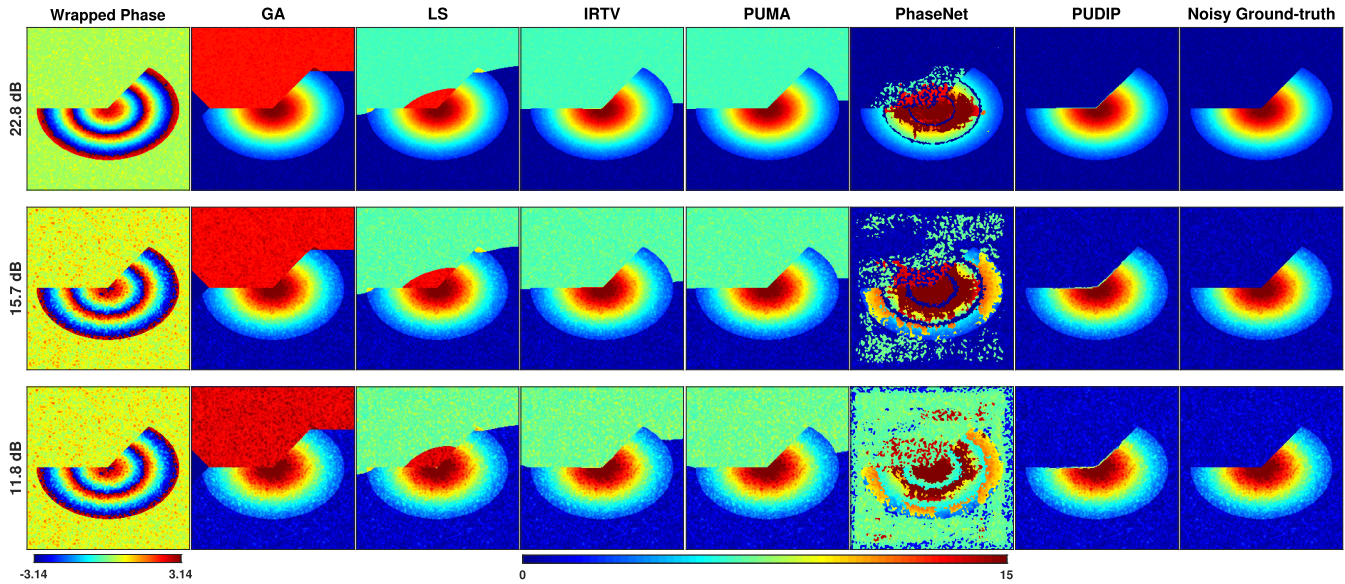 Wrapped Phase GA LS IRTV PUMA PhaseNet PUDIP Noisy Ground-truth
22.8 dB
15.7 dB
11.8 dB
-3.14 3.14 0 15